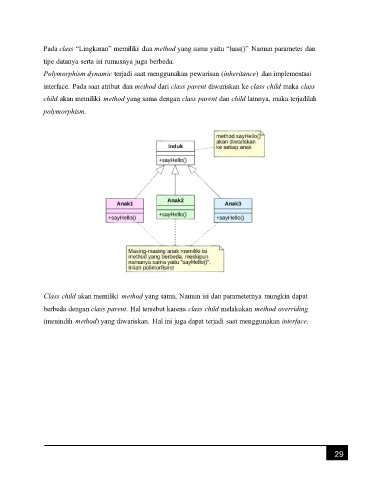 Pada class “Lingkaran” memiliki dua method yang sama yaitu “luas()” Namun parameter dan
tipe datanya serta isi rumusnya juga berbeda.
Polymorphism dynamic terjadi saat menggunakan pewarisan (inheritance) dan implementasi
interface. Pada saat atribut dan method dari class parent diwariskan ke class child maka class
child akan memiliki method yang sama dengan class parent dan child lainnya, maka terjadilah
polymorphism.
method sayHello()
akan diwariskan
ke setiap anak
induk
+sayHello()
Anak1
+sayHello()
Anak2
+sayHello()
Anak3
+sayHello()
Masing-masing anak memiliki isi
method yang berbeda, meskipun
namanya sama yaitu "sayHello()".
Inilah polimorfisme
Class child akan memiliki method yang sama, Namun isi dan parameternya mungkin dapat
berbeda dengan class parent. Hal tersebut karena class child melakukan method overriding
(menindih method) yang diwariskan. Hal ini juga dapat terjadi saat menggunakan interface.
29